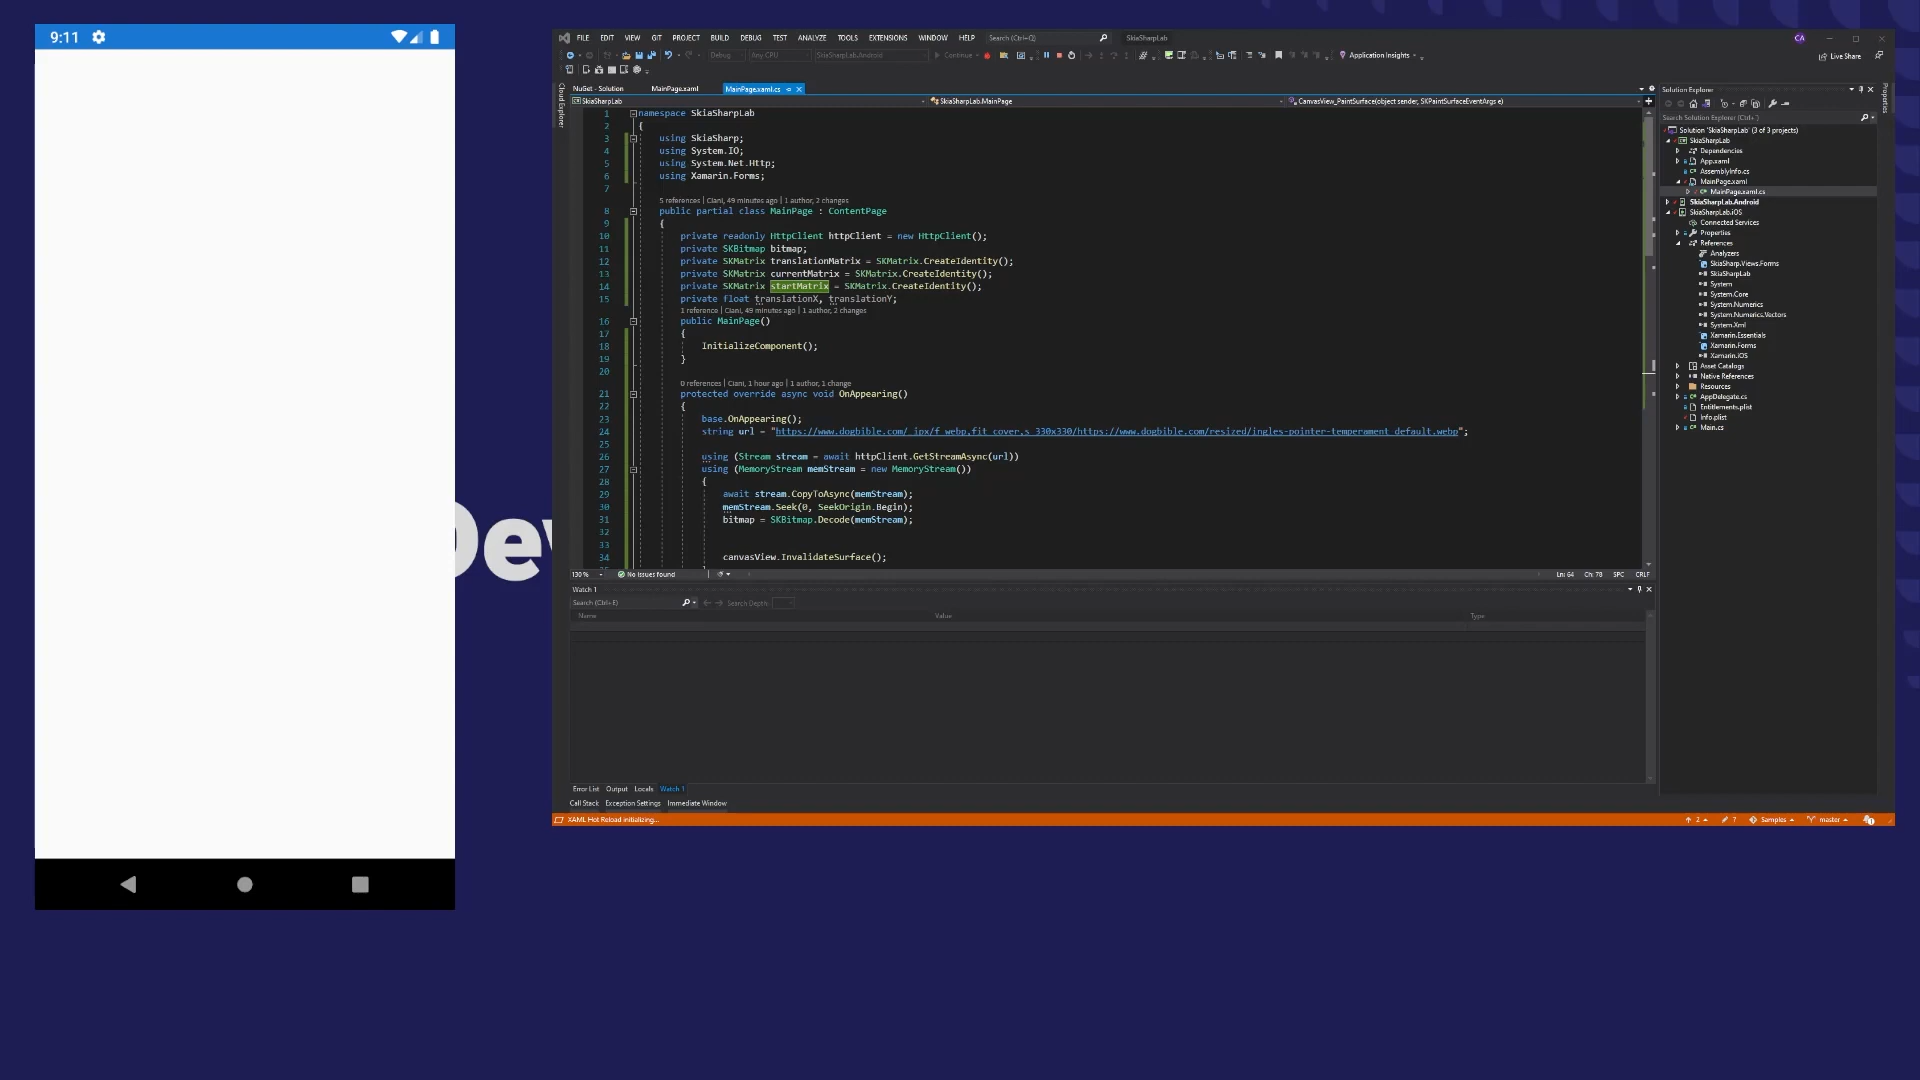 9:11
Dev
FILE EDIT VIEW GIT PROJECT BUILD DEBUG TEST ANALYZE TOOLS EXTENSIONS WINDOW HELP Search (Ctrl+Q) SkiaSharpLab CA
Debug Any CPU SkiaSharpLab.Android Continue Application Insights Live Share
NuGet - Solution MainPage.xaml MainPage.xaml.cs
Cloud Explorer
SkiaSharpLab SkiaSharpLab.MainPage CanvasView_PaintSurface(object sender, SKPaintSurfaceEventArgs e)
1 namespace SkiaSharpLab
2 {
3 using SkiaSharp;
4 using System.IO;
5 using System.Net.Http;
6 using Xamarin.Forms;
7
5 references | Ciani, 49 minutes ago | 1 author, 2 changes
8 public partial class MainPage : ContentPage
9 {
10 private readonly HttpClient httpClient = new HttpClient();
11 private SKBitmap bitmap;
12 private SKMatrix translationMatrix = SKMatrix.CreateIdentity();
13 private SKMatrix currentMatrix = SKMatrix.CreateIdentity();
14 private SKMatrix startMatrix = SKMatrix.CreateIdentity();
15 private float translationX, translationY;
1 reference | Ciani, 49 minutes ago | 1 author, 2 changes
16 public MainPage()
17 {
18 InitializeComponent();
19 }
20
0 references | Ciani, 1 hour ago | 1 author, 1 change
21 protected override async void OnAppearing()
22 {
23 base.OnAppearing();
24 string url = "https://www.dogbible.com/_ipx/f_webp,fit_cover,s_330x330/https://www.dogbible.com/resized/ingles-pointer-temperament_default.webp";
25
26 using (Stream stream = await httpClient.GetStreamAsync(url))
27 using (MemoryStream memStream = new MemoryStream())
28 {
29 await stream.CopyToAsync(memStream);
30 memStream.Seek(0, SeekOrigin.Begin);
31 bitmap = SKBitmap.Decode(memStream);
32
33
34 canvasView.InvalidateSurface();
130 % No issues found Ln: 64 Ch: 78 SPC CRLF
Watch 1
Search (Ctrl+E) Search Depth:
Name Value Type
Error List Output Locals Watch 1
Call Stack Exception Settings Immediate Window
XAML Hot Reload initializing... 2 7 Samples master
Solution Explorer
Search Solution Explorer (Ctrl+;)
Solution 'SkiaSharpLab' (3 of 3 projects)
SkiaSharpLab
Dependencies
App.xaml
AssemblyInfo.cs
MainPage.xaml
MainPage.xaml.cs
SkiaSharpLab.Android
SkiaSharpLab.iOS
Connected Services
Properties
References
Analyzers
SkiaSharp.Views.Forms
SkiaSharpLab
System
System.Core
System.Numerics
System.Numerics.Vectors
System.Xml
Xamarin.Essentials
Xamarin.Forms
Xamarin.iOS
Asset Catalogs
Native References
Resources
AppDelegate.cs
Entitlements.plist
Info.plist
Main.cs
Properties